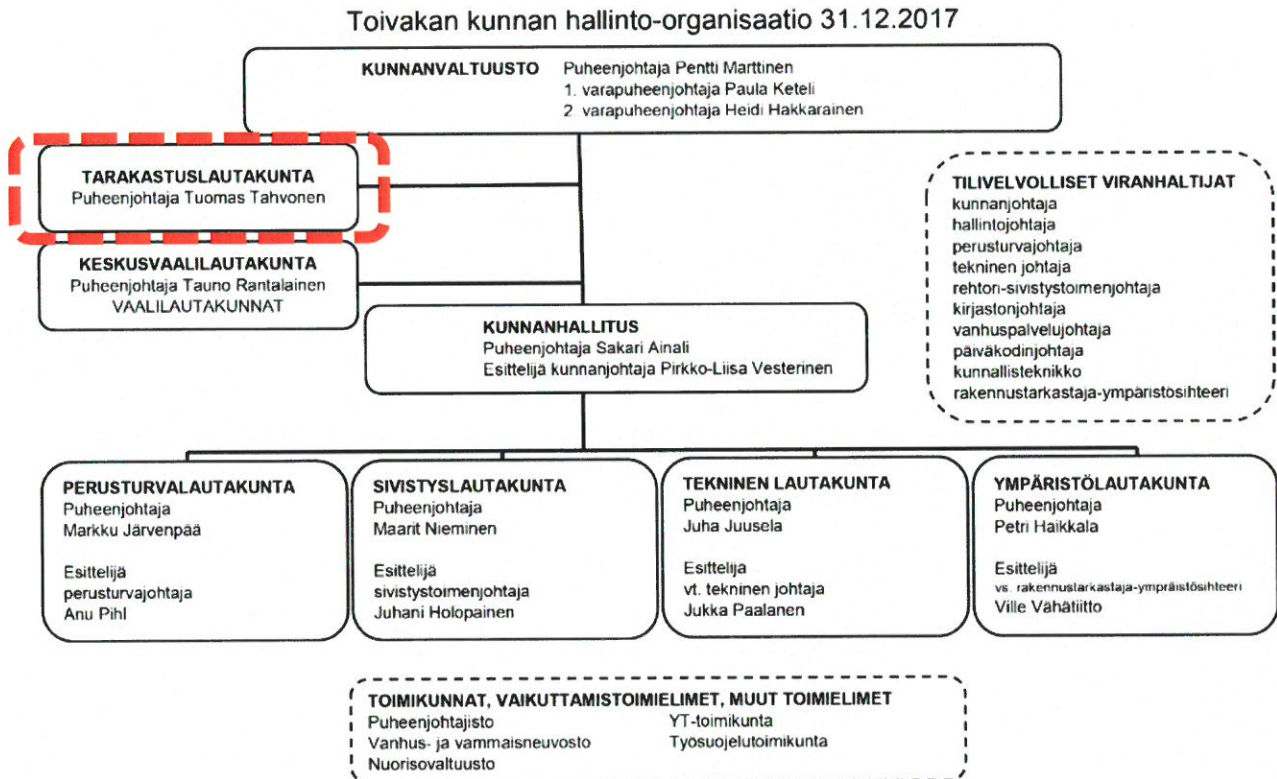 Toivakan kunnan hallinto-organisaatio 31.12.2017
KUNNANVALTUUSTO Puheenjohtaja Pentti Marttinen
1. varapuheenjohtaja Paula Keteli
2. varapuheenjohtaja Heidi Hakkarainen
TARAKASTUSLAUTAKUNTA
Puheenjohtaja Tuomas Tahvonen
KESKUSVAALILAUTAKUNTA
Puheenjohtaja Tauno Rantalainen
VAALILAUTAKUNNAT
TILIVELVOLLISET VIRANHALTIJAT
kunnanjohtaja
hallintojohtaja
perusturvajohtaja
tekninen johtaja
rehtori-sivistystoimenjohtaja
kirjastonjohtaja
vanhuspalvelujohtaja
päiväkodinjohtaja
kunnallisteknikko
rakennustarkastaja-ympäristösihteeri
KUNNANHALLITUS
Puheenjohtaja Sakari Ainali
Esittelijä kunnanjohtaja Pirkko-Liisa Vesterinen
PERUSTURVALAUTAKUNTA
Puheenjohtaja
Markku Järvenpää
Esittelijä
perusturvajohtaja
Anu Pihl
SIVISTYSLAUTAKUNTA
Puheenjohtaja
Maarit Nieminen
Esittelijä
sivistystoimenjohtaja
Juhani Holopainen
TEKNINEN LAUTAKUNTA
Puheenjohtaja
Juha Juusela
Esittelijä
vt. tekninen johtaja
Jukka Paalanen
YMPÄRISTÖLAUTAKUNTA
Puheenjohtaja
Petri Haikkala
Esittelijä
vs. rakennustarkastaja-ympräistösihteeri
Ville Vähätiitto
TOIMIKUNNAT, VAIKUTTAMISTOIMIELIMET, MUUT TOIMIELIMET
Puheenjohtajisto YT-toimikunta
Vanhus- ja vammaisneuvosto Työsuojelutoimikunta
Nuorisovaltuusto